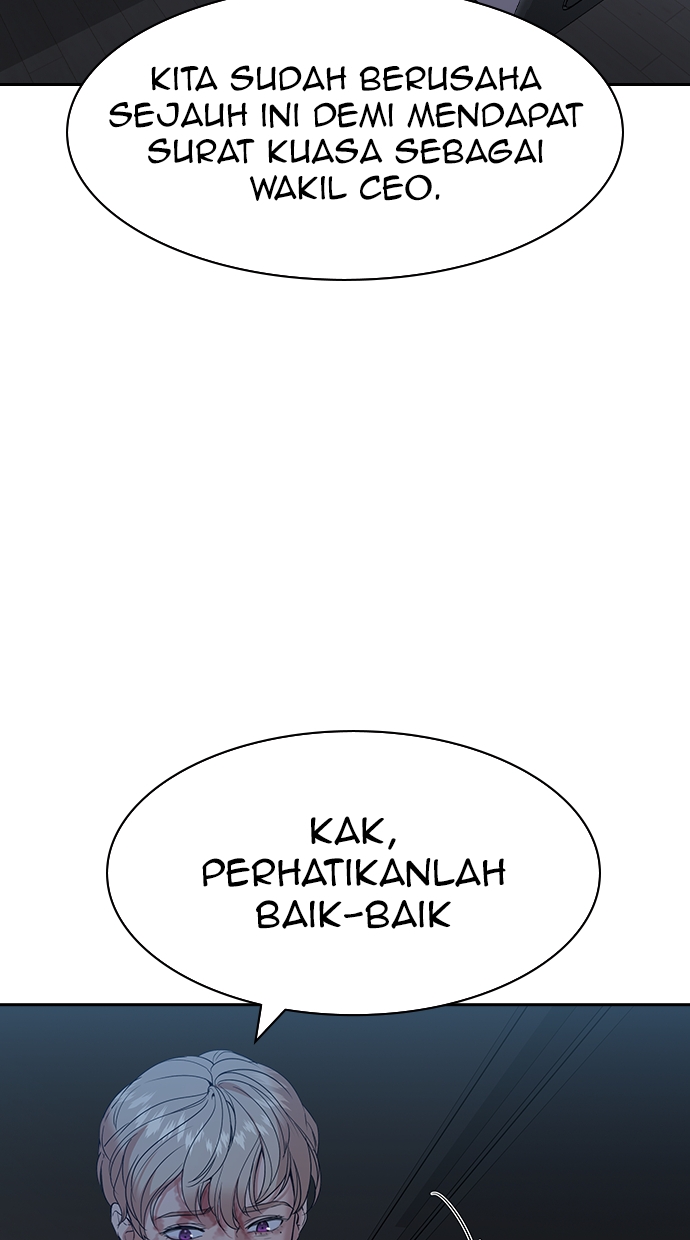 KITA SUDAH BERUSAHA
SEJAUH INI DEMI MENDAPAT
SURAT KUASA SEBAGAI
WAKIL CEO.
KAK,
PERHATIKANLAH
BAIK-BAIK